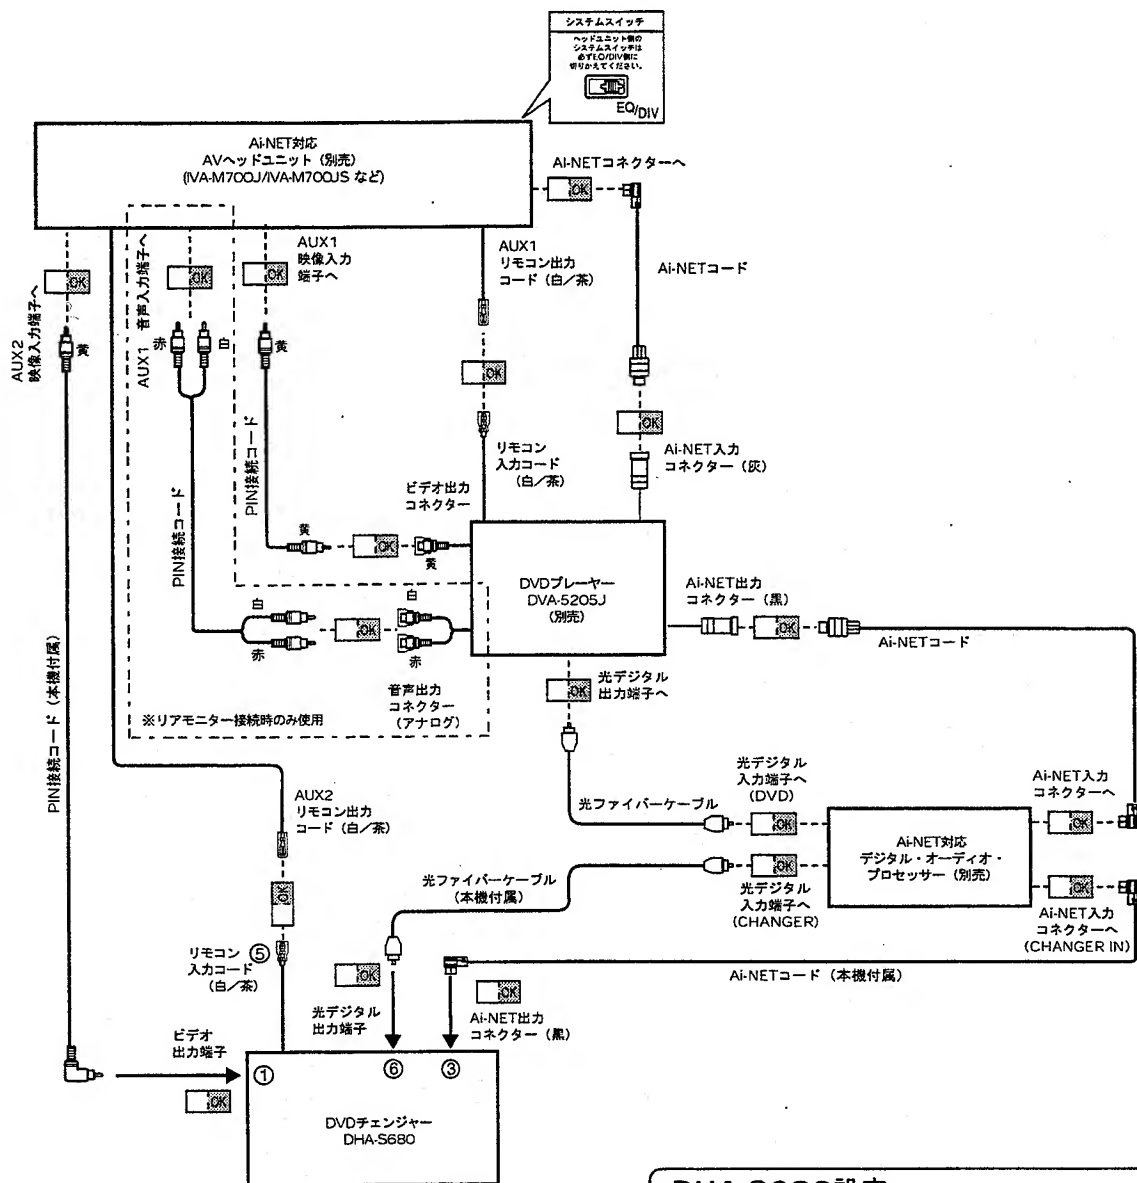 システムスイッチ
ヘッドユニット側の
システムスイッチは
必ずEQ/DIV側に
切りかえてください。
EQ/DIV
Ai-NET対応
AVヘッドユニット（別売）
(IVA-M700J/IVA-M700JS など)
Ai-NETコネクターへ
OK
Ai-NETコード
AUX2
映像入力端子へ
OK
黄
AUX1 音声入力端子へ
OK
赤
白
AUX1
映像入力
端子へ
OK
黄
AUX1
リモコン出力
コード（白／茶）
OK
リモコン
入力コード
（白／茶）
OK
Ai-NET入力
コネクター（灰）
PIN接続コード
PIN接続コード
ビデオ出力
コネクター
黄
OK
黄
DVDプレーヤー
DVA-5205J
（別売）
Ai-NET出力
コネクター（黒）
OK
Ai-NETコード
白
赤
OK
白
赤
音声出力
コネクター
（アナログ）
※リアモニター接続時のみ使用
OK
光デジタル
出力端子へ
PIN接続コード（本機付属）
AUX2
リモコン出力
コード（白／茶）
OK
光ファイバーケーブル
光デジタル
入力端子へ
(DVD)
OK
Ai-NET対応
デジタル・オーディオ・
プロセッサー（別売）
Ai-NET入力
コネクターへ
OK
光ファイバーケーブル
（本機付属）
OK
光デジタル
入力端子へ
(CHANGER)
OK
Ai-NET入力
コネクターへ
(CHANGER IN)
Ai-NETコード（本機付属）
リモコン ⑤
入力コード
（白／茶）
OK
光デジタル
出力端子
OK
Ai-NET出力
コネクター（黒）
ビデオ
出力端子
OK
①
⑥
③
DVDチェンジャー
DHA-S680